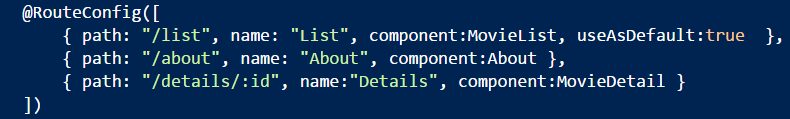 @RouteConfig([
{ path: "/list", name: "List", component:MovieList, useAsDefault:true  },
{ path: "/about", name: "About", component:About },
{ path: "/details/:id", name:"Details", component:MovieDetail }
])